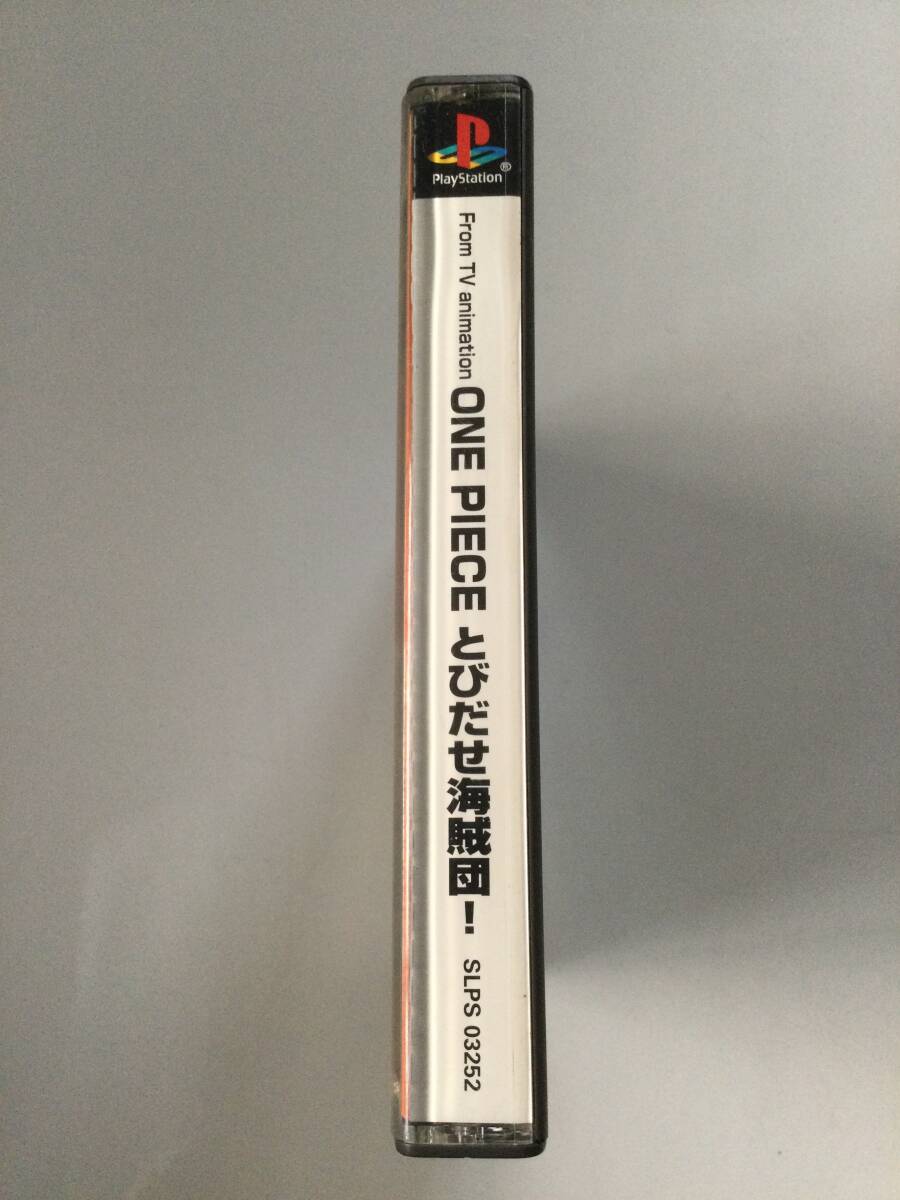 PlayStation®
From TV animation ONE PIECE とびだせ海賊団! SLPS 03252